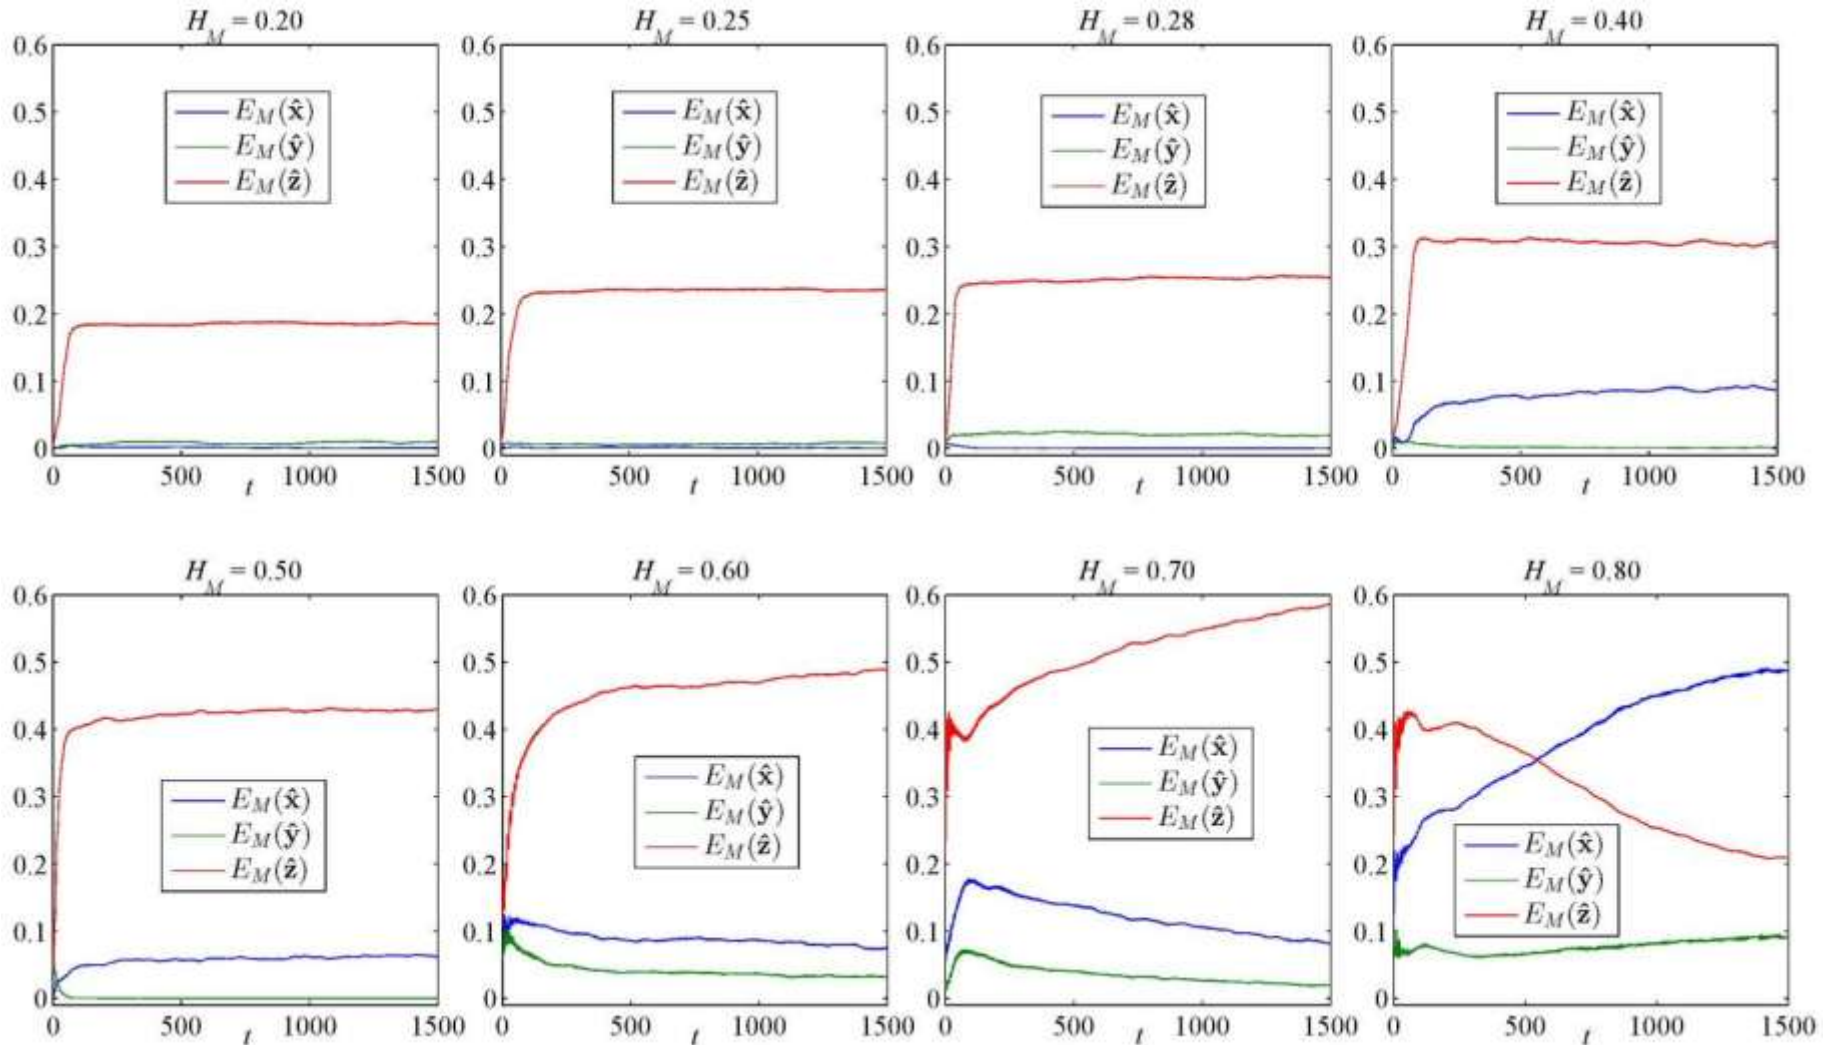 H_M = 0.20
0.6
0.5
0.4
0.3
0.2
0.1
0
E_M(x̂)
E_M(ŷ)
E_M(ẑ)
0 500 1000 1500
t
H_M = 0.25
0.6
0.5
0.4
0.3
0.2
0.1
0
E_M(x̂)
E_M(ŷ)
E_M(ẑ)
0 500 1000 1500
t
H_M = 0.28
0.6
0.5
0.4
0.3
0.2
0.1
0
E_M(x̂)
E_M(ŷ)
E_M(ẑ)
0 500 1000 1500
t
H_M = 0.40
0.6
0.5
0.4
0.3
0.2
0.1
0
E_M(x̂)
E_M(ŷ)
E_M(ẑ)
0 500 1000 1500
t
H_M = 0.50
0.6
0.5
0.4
0.3
0.2
0.1
0
E_M(x̂)
E_M(ŷ)
E_M(ẑ)
0 500 1000 1500
t
H_M = 0.60
0.6
0.5
0.4
0.3
0.2
0.1
0
E_M(x̂)
E_M(ŷ)
E_M(ẑ)
0 500 1000 1500
t
H_M = 0.70
0.6
0.5
0.4
0.3
0.2
0.1
0
E_M(x̂)
E_M(ŷ)
E_M(ẑ)
0 500 1000 1500
t
H_M = 0.80
0.6
0.5
0.4
0.3
0.2
0.1
0
E_M(x̂)
E_M(ŷ)
E_M(ẑ)
0 500 1000 1500
t